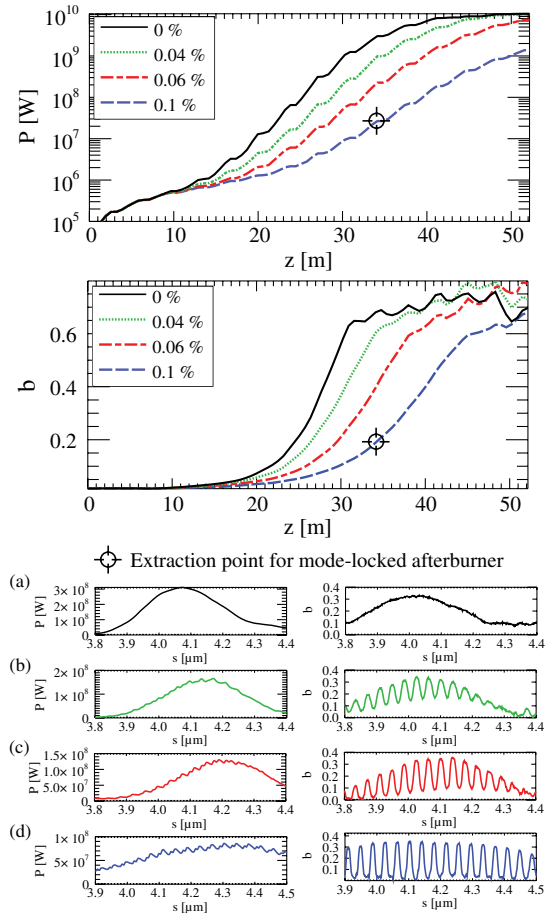 10^10
10^9
10^8
10^7
10^6
10^5
P [W]
0 %
0.04 %
0.06 %
0.1 %
0 10 20 30 40 50
z [m]
0.6
0.4
0.2
b
0 %
0.04 %
0.06 %
0.1 %
0 10 20 30 40 50
z [m]
Extraction point for mode-locked afterburner
(a)
P [W]
3× 10^8
2× 10^8
1× 10^8
0
3.8 3.9 4.0 4.1 4.2 4.3 4.4
s [µm]
b
0.4
0.3
0.2
0.1
0.0
3.8 3.9 4.0 4.1 4.2 4.3 4.4
s [µm]
(b)
P [W]
2× 10^8
1× 10^8
0
3.8 3.9 4.0 4.1 4.2 4.3 4.4
s [µm]
b
0.4
0.3
0.2
0.1
0.0
3.8 3.9 4.0 4.1 4.2 4.3 4.4
s [µm]
(c)
P [W]
1.5× 10^8
1.0× 10^8
5.0× 10^7
0
3.8 3.9 4.0 4.1 4.2 4.3 4.4
s [µm]
b
0.4
0.3
0.2
0.1
0.0
3.8 3.9 4.0 4.1 4.2 4.3 4.4
s [µm]
(d)
P [W]
1× 10^8
5× 10^7
0
3.9 4.0 4.1 4.2 4.3 4.4 4.5
s [µm]
b
0.4
0.3
0.2
0.1
0.0
3.9 4.0 4.1 4.2 4.3 4.4 4.5
s [µm]